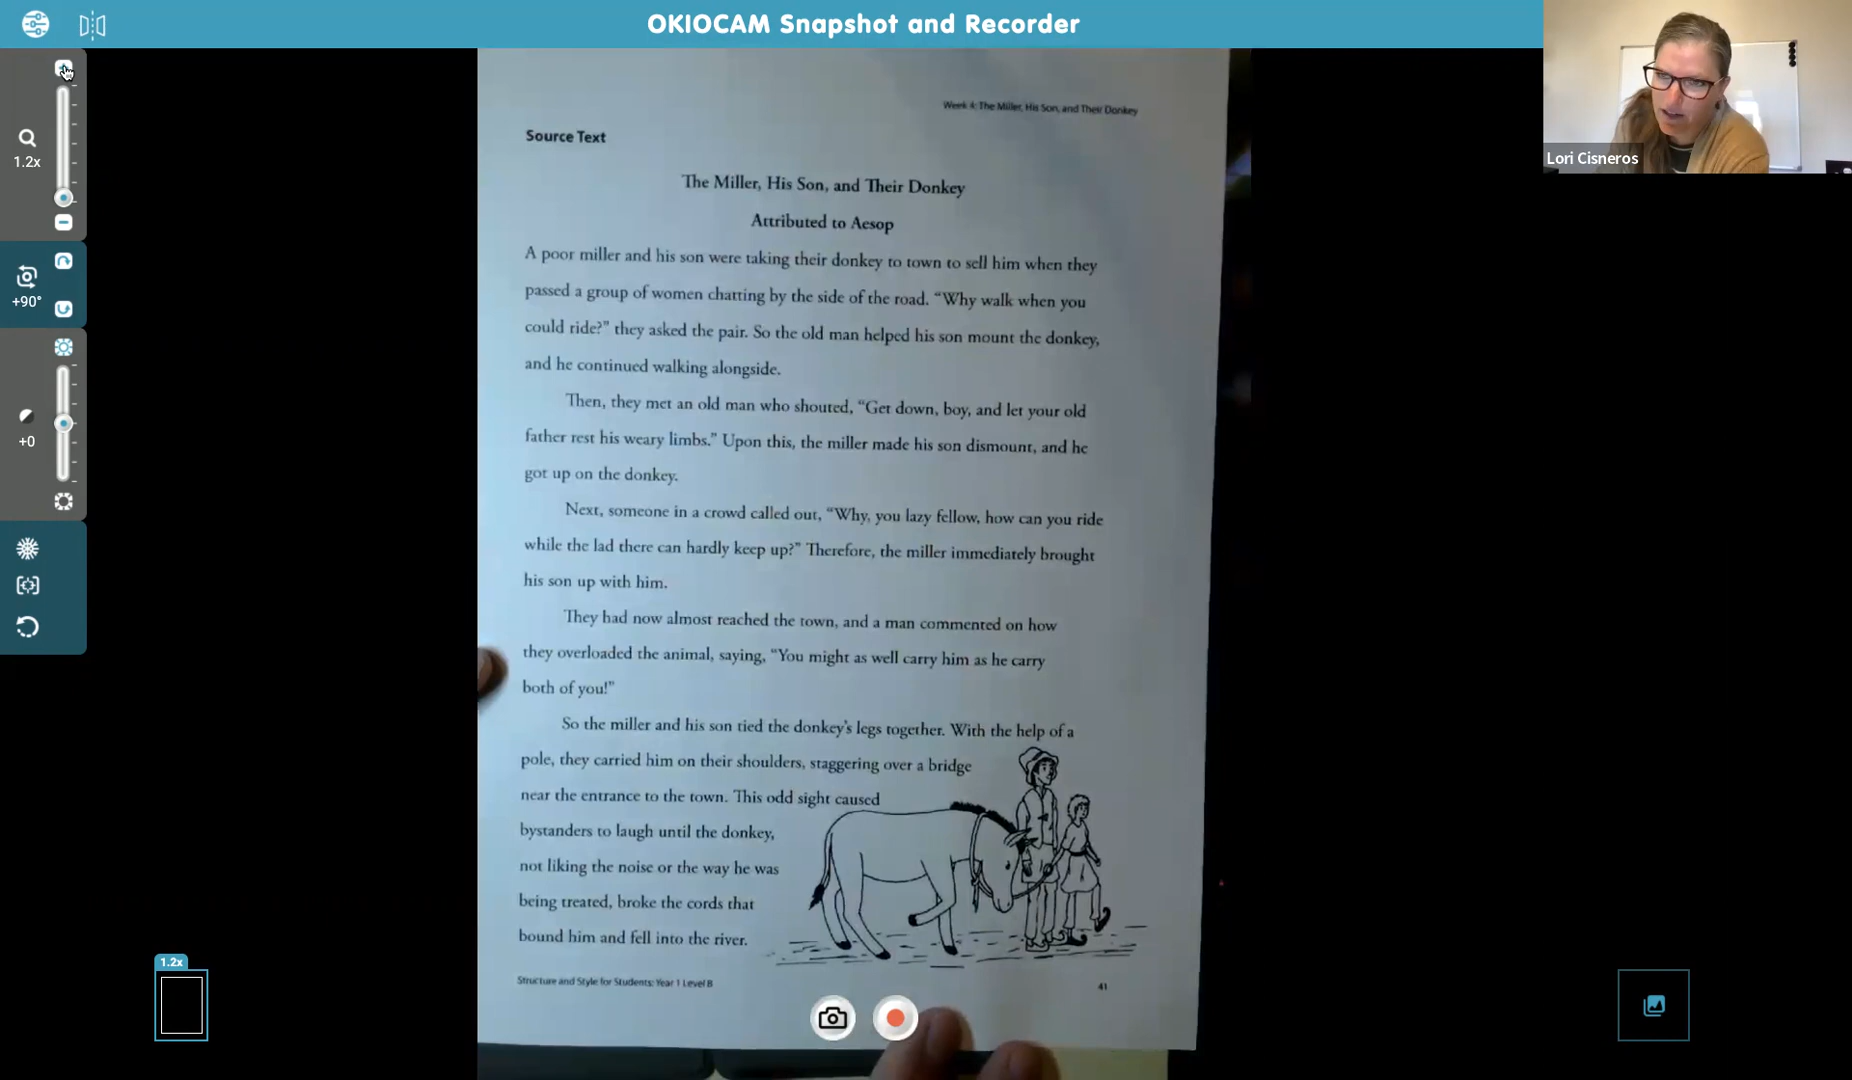 OKIOCAM Snapshot and Recorder
Lori Cisneros
1.2x
+90°
+0
1.2x
Week 4: The Miller, His Son, and Their Donkey
Source Text
The Miller, His Son, and Their Donkey
Attributed to Aesop
A poor miller and his son were taking their donkey to town to sell him when they
passed a group of women chatting by the side of the road. “Why walk when you
could ride?” they asked the pair. So the old man helped his son mount the donkey,
and he continued walking alongside.
Then, they met an old man who shouted, “Get down, boy, and let your old
father rest his weary limbs.” Upon this, the miller made his son dismount, and he
got up on the donkey.
Next, someone in a crowd called out, “Why, you lazy fellow, how can you ride
while the lad there can hardly keep up?” Therefore, the miller immediately brought
his son up with him.
They had now almost reached the town, and a man commented on how
they overloaded the animal, saying, “You might as well carry him as he carry
both of you!”
So the miller and his son tied the donkey’s legs together. With the help of a
pole, they carried him on their shoulders, staggering over a bridge
near the entrance to the town. This odd sight caused
bystanders to laugh until the donkey,
not liking the noise or the way he was
being treated, broke the cords that
bound him and fell into the river.
Structure and Style for Students: Year 1 Level B
41